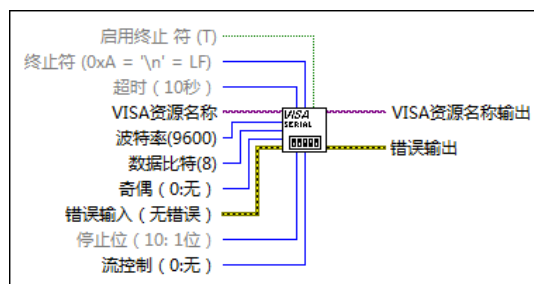 启用终止 符 (T)
终止符 (0xA = '\n' = LF)
超时（10秒）
VISA资源名称
VISA资源名称输出
波特率(9600)
VISA
SERIAL
数据比特(8)
错误输出
奇偶（0:无）
错误输入（无错误）
停止位（10: 1位）
流控制（0:无）